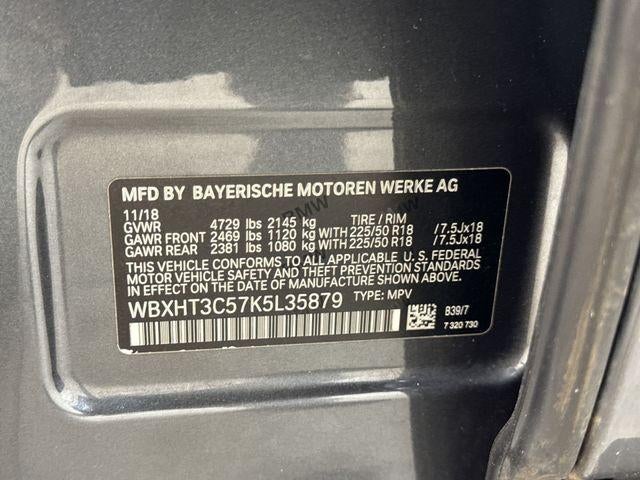 MFD BY BAYERISCHE MOTOREN WERKE AG
11/18 TIRE / RIM
GVWR 4729 lbs 2145 kg
GAWR FRONT 2469 lbs 1120 kg WITH 225/50 R18 /7.5Jx18
GAWR REAR 2381 lbs 1080 kg WITH 225/50 R18 /7.5Jx18
THIS VEHICLE CONFORMS TO ALL APPLICABLE U.S. FEDERAL
MOTOR VEHICLE SAFETY AND THEFT PREVENTION STANDARDS
IN EFFECT ON THE DATE OF MANUFACTURE SHOWN ABOVE.
WBXHT3C57K5L35879 TYPE: MPV
B39/7
7 320 730
BMW